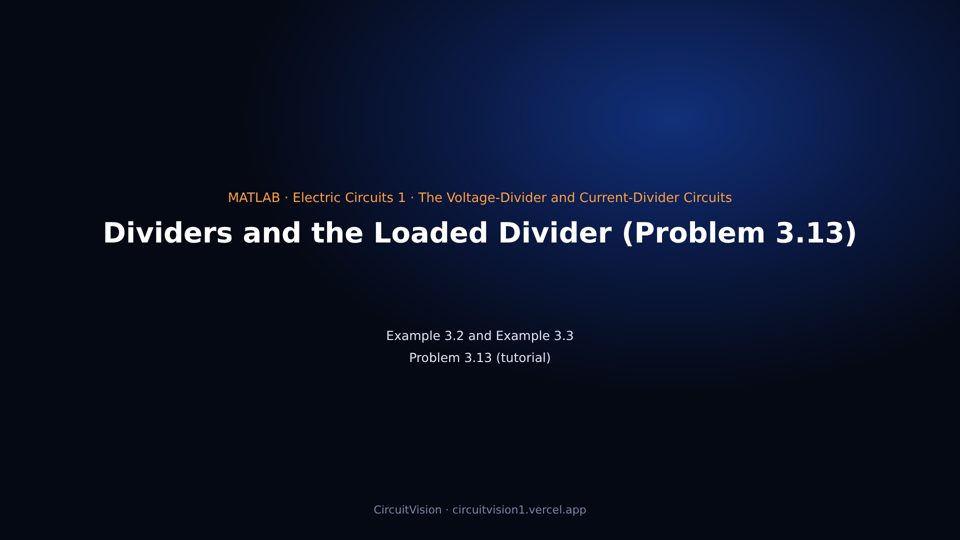 MATLAB · Electric Circuits 1 · The Voltage-Divider and Current-Divider Circuits
Dividers and the Loaded Divider (Problem 3.13)
Example 3.2 and Example 3.3
Problem 3.13 (tutorial)
CircuitVision · circuitvision1.vercel.app